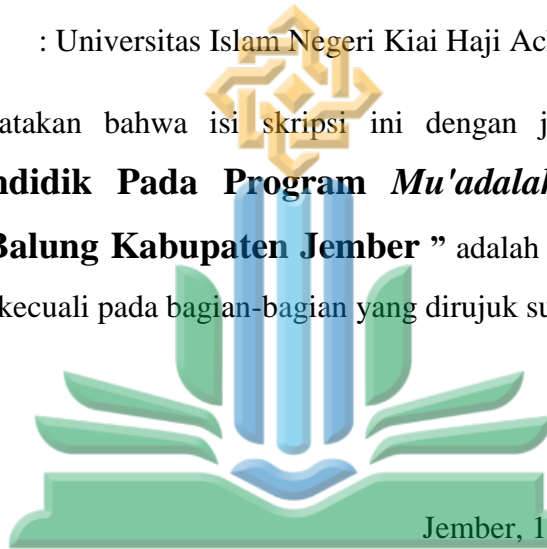 : Universitas Islam Negeri Kiai Haji Ac
atakan bahwa isi skripsi ini dengan j
ndidik Pada Program Mu'adalah
Balung Kabupaten Jember ” adalah
kecuali pada bagian-bagian yang dirujuk su
Jember, 1